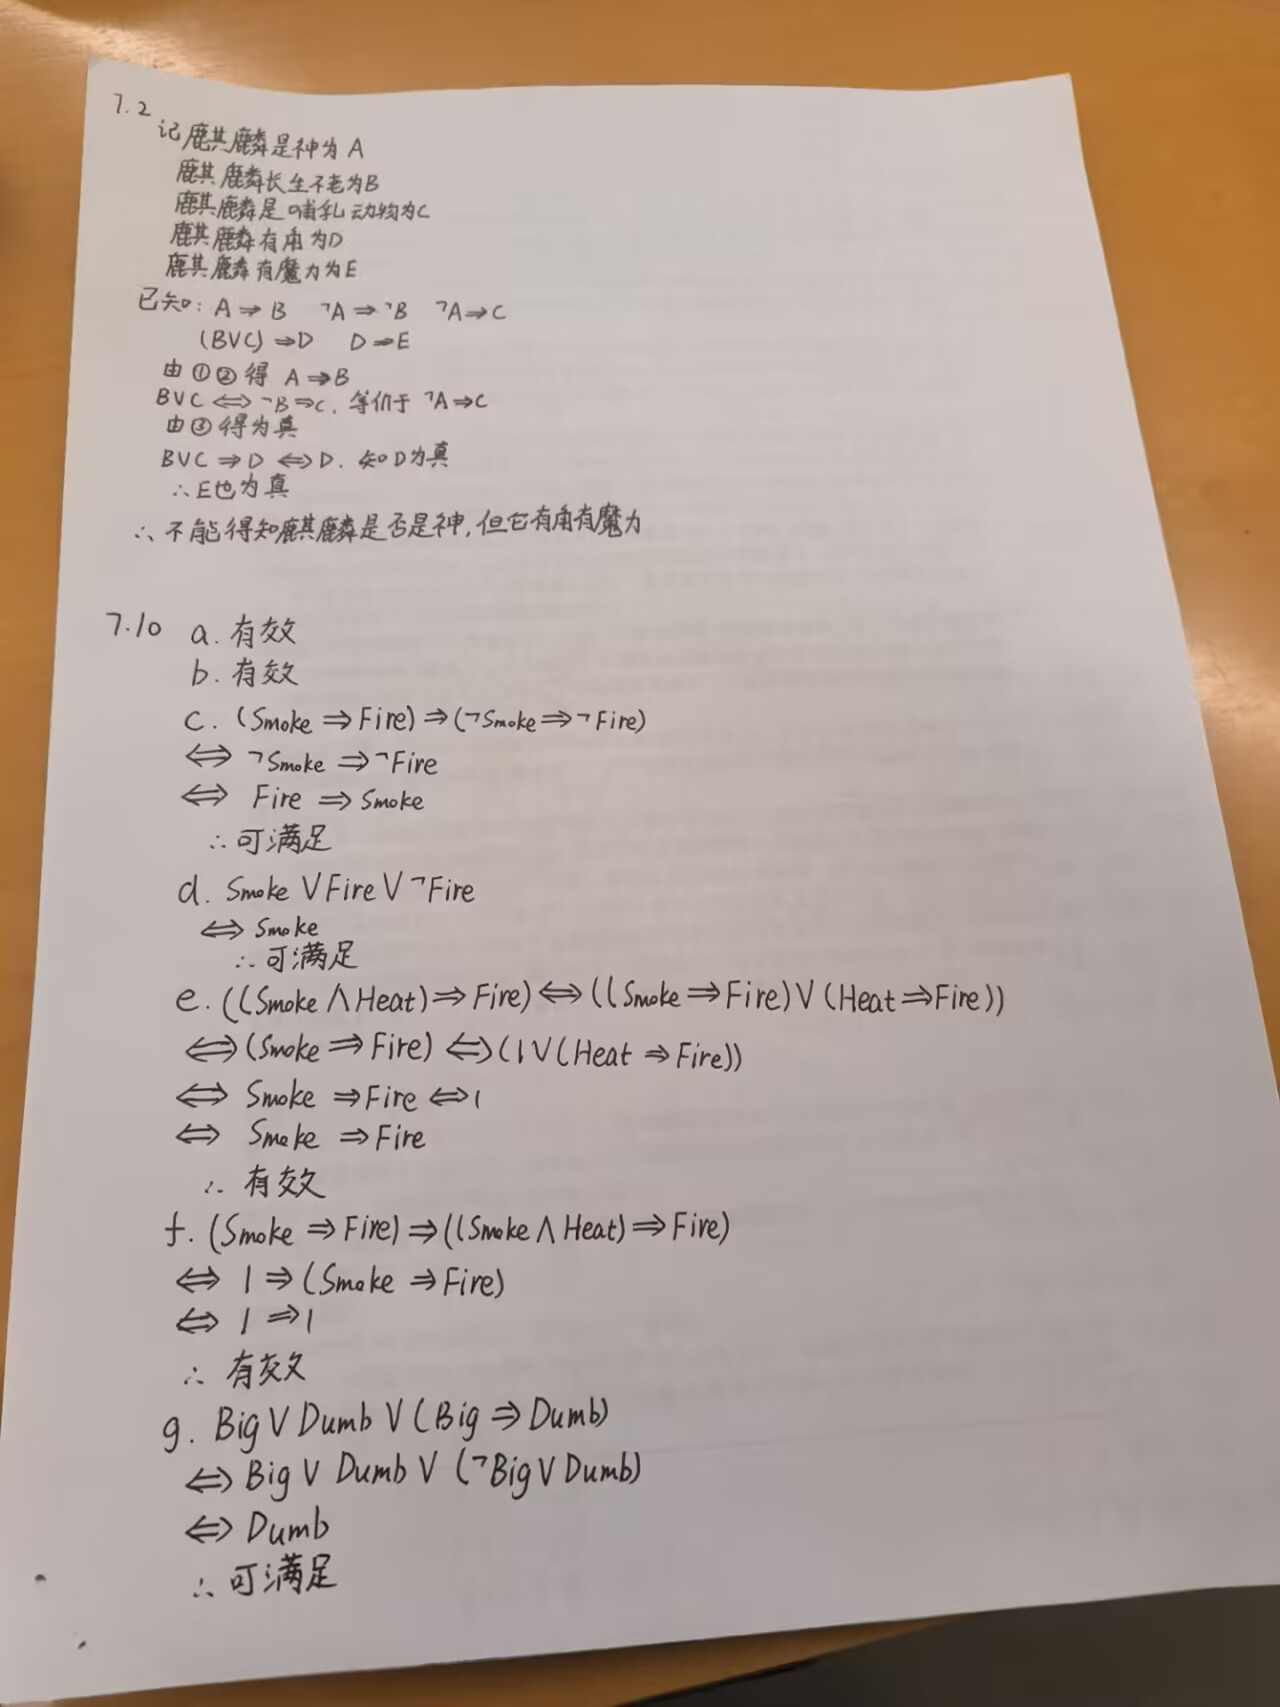 7.2
记麒麟是神为A
麒麟长生不老为B
麒麟是哺乳动物为C
麒麟有角为D
麒麟有魔力为E
已知: A⇒B ¬A⇒¬B ¬A⇒C
(B∨C)⇒D D⇒E
由①②得 A⇒B
B∨C⇔¬B⇒C, 等价于 ¬A⇒C
由③得为真
B∨C⇒D⇔D. 知D为真
∴E也为真
∴不能得知麒麟是否是神,但它有角有魔力
7.10 a. 有效
b. 有效
c. (Smoke⇒Fire)⇒(¬Smoke⇒¬Fire)
⇔ ¬Smoke⇒¬Fire
⇔ Fire⇒Smoke
∴可满足
d. Smoke∨Fire∨¬Fire
⇔ Smoke
∴可满足
e. ((Smoke∧Heat)⇒Fire)⇔((Smoke⇒Fire)∨(Heat⇒Fire))
⇔(Smoke⇒Fire)⇔(1∨(Heat⇒Fire))
⇔ Smoke⇒Fire⇔1
⇔ Smoke⇒Fire
∴ 有效
f. (Smoke⇒Fire)⇒((Smoke∧Heat)⇒Fire)
⇔ 1⇒(Smoke⇒Fire)
⇔ 1⇒1
∴ 有效
g. Big∨Dumb∨(Big⇒Dumb)
⇔ Big∨Dumb∨(¬Big∨Dumb)
⇔ Dumb
∴可满足